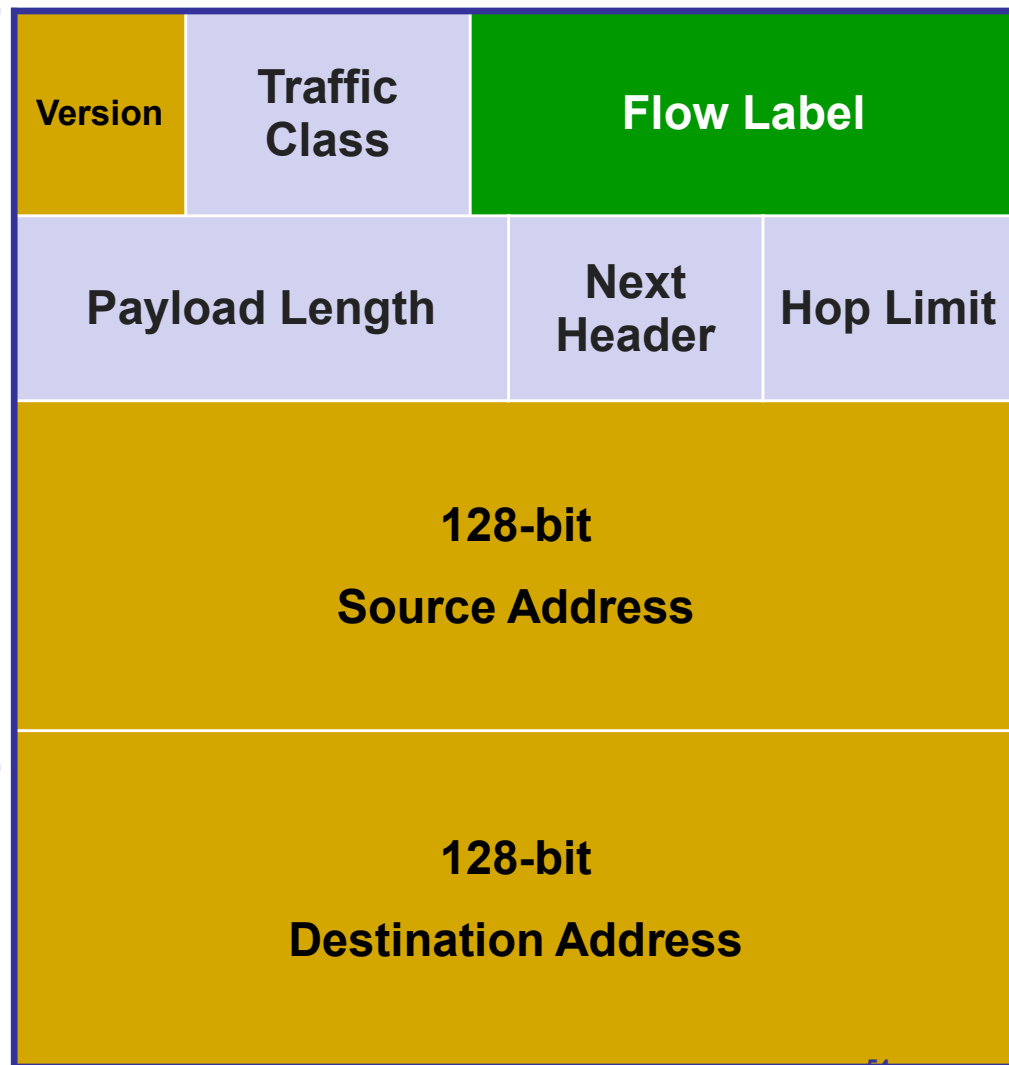 Version
Traffic
Class
Flow Label
Payload Length
Next
Header
Hop Limit
128-bit
Source Address
128-bit
Destination Address